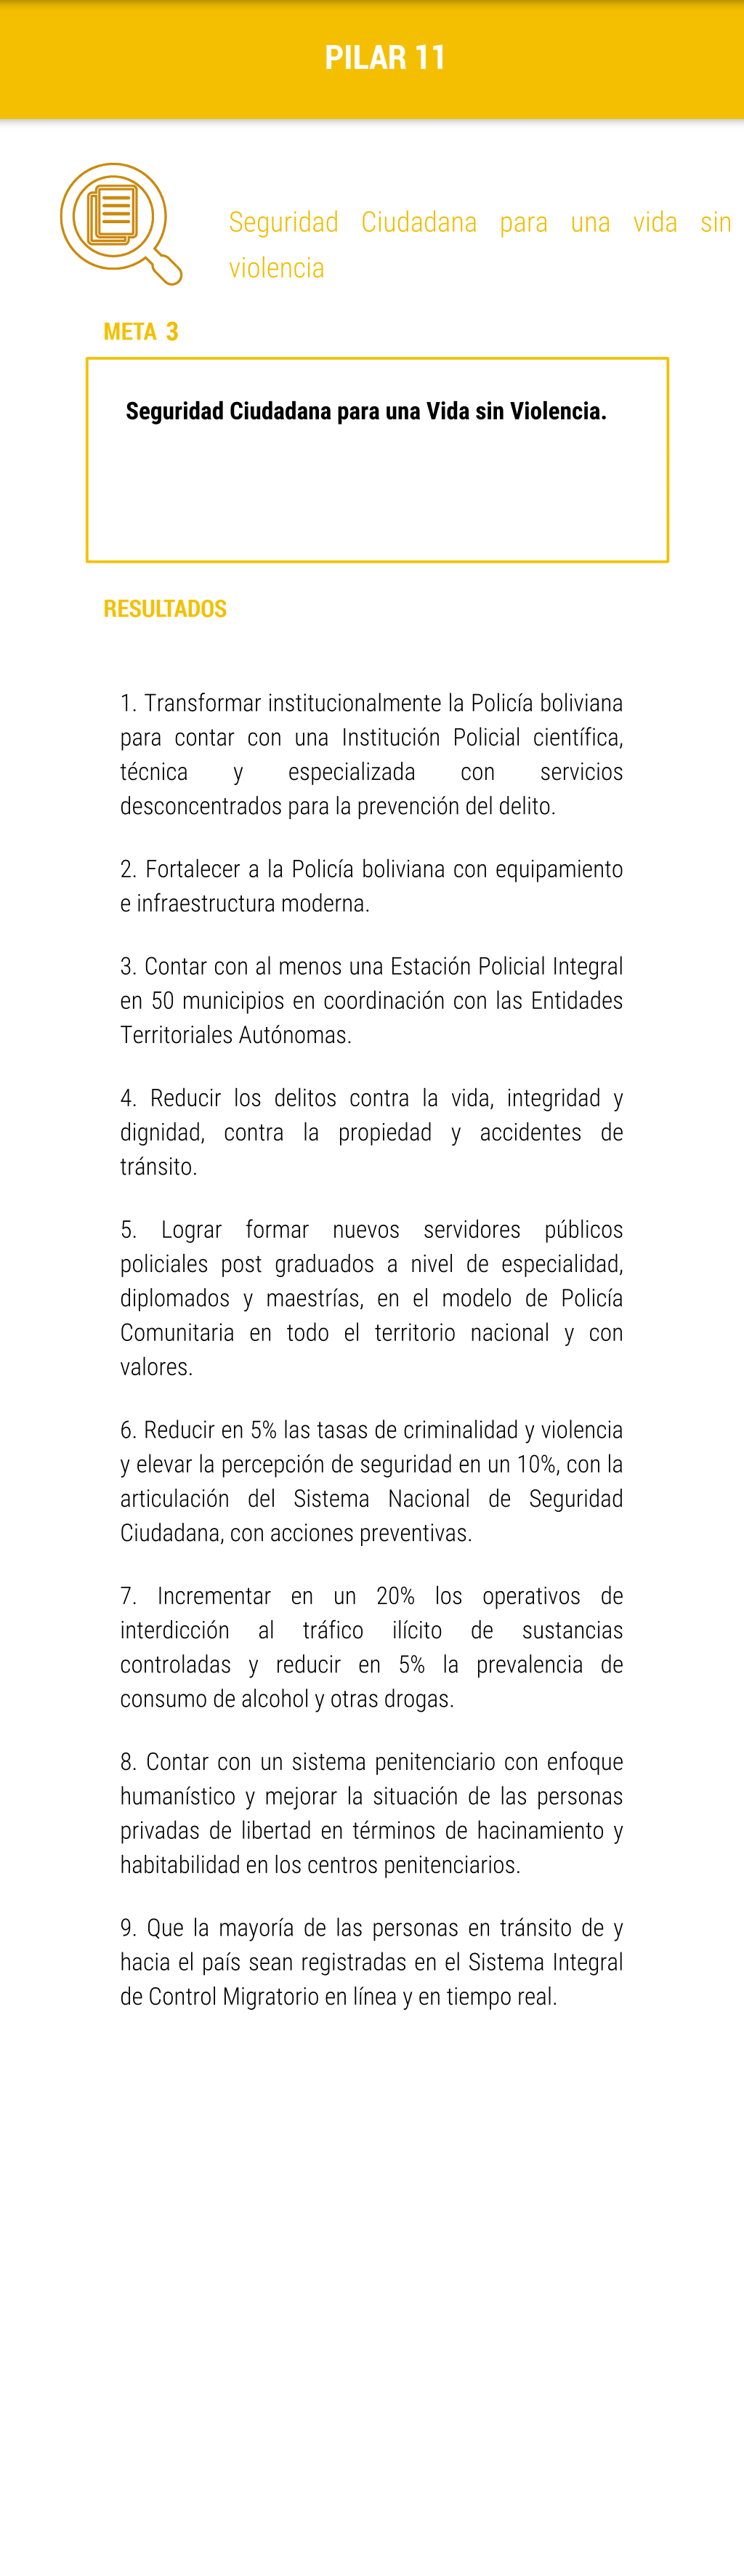 PILAR 11
Seguridad Ciudadana para una vida sin
violencia
META 3
Seguridad Ciudadana para una Vida sin Violencia.
RESULTADOS
1. Transformar institucionalmente la Policía boliviana
para contar con una Institución Policial científica,
técnica y especializada con servicios
desconcentrados para la prevención del delito.
2. Fortalecer a la Policía boliviana con equipamiento
e infraestructura moderna.
3. Contar con al menos una Estación Policial Integral
en 50 municipios en coordinación con las Entidades
Territoriales Autónomas.
4. Reducir los delitos contra la vida, integridad y
dignidad, contra la propiedad y accidentes de
tránsito.
5. Lograr formar nuevos servidores públicos
policiales post graduados a nivel de especialidad,
diplomados y maestrías, en el modelo de Policía
Comunitaria en todo el territorio nacional y con
valores.
6. Reducir en 5% las tasas de criminalidad y violencia
y elevar la percepción de seguridad en un 10%, con la
articulación del Sistema Nacional de Seguridad
Ciudadana, con acciones preventivas.
7. Incrementar en un 20% los operativos de
interdicción al tráfico ilícito de sustancias
controladas y reducir en 5% la prevalencia de
consumo de alcohol y otras drogas.
8. Contar con un sistema penitenciario con enfoque
humanístico y mejorar la situación de las personas
privadas de libertad en términos de hacinamiento y
habitabilidad en los centros penitenciarios.
9. Que la mayoría de las personas en tránsito de y
hacia el país sean registradas en el Sistema Integral
de Control Migratorio en línea y en tiempo real.